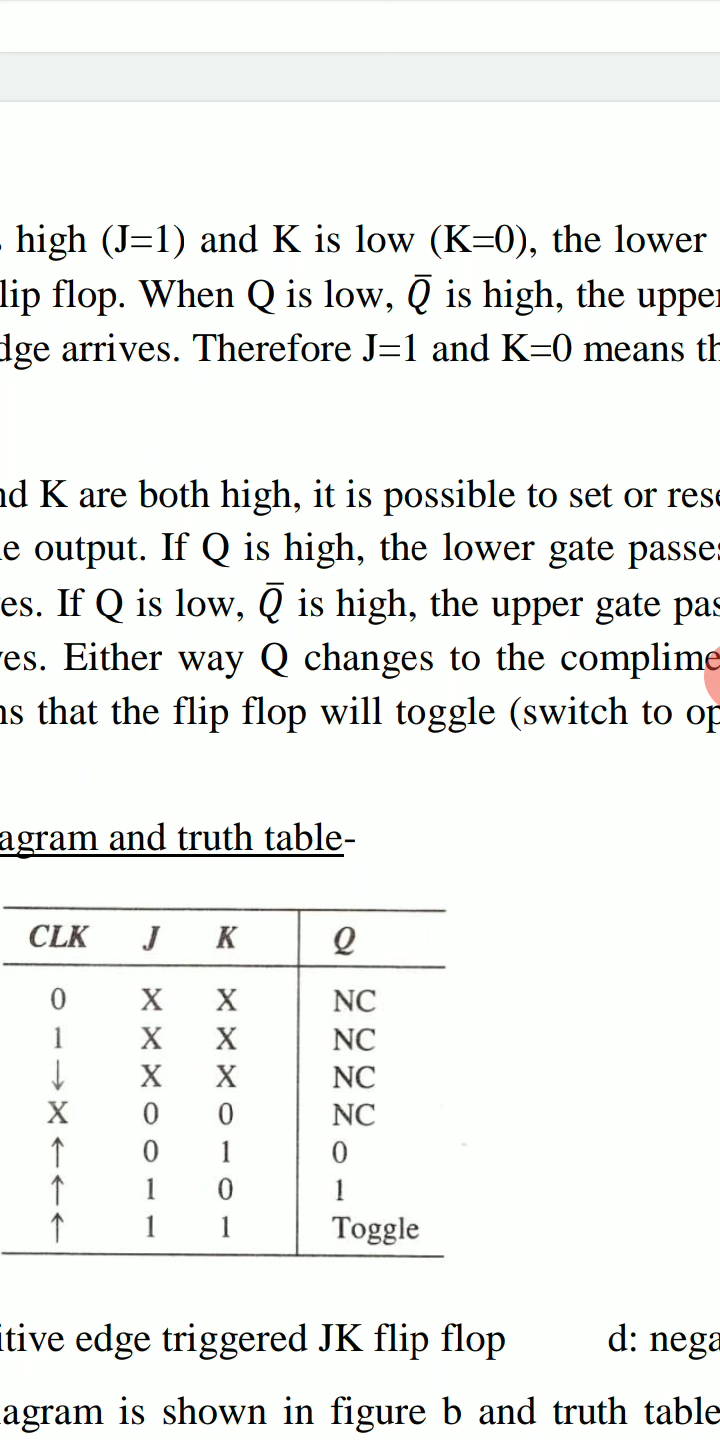 high (J=1) and K is low (K=0), the lower
lip flop. When Q is low, Q̅ is high, the upper
dge arrives. Therefore J=1 and K=0 means th
nd K are both high, it is possible to set or rese
e output. If Q is high, the lower gate passes
es. If Q is low, Q̅ is high, the upper gate pas
es. Either way Q changes to the complime
ns that the flip flop will toggle (switch to op
agram and truth table-
CLK J K Q
0 X X NC
1 X X NC
↓ X X NC
X 0 0 NC
↑ 0 1 0
↑ 1 0 1
↑ 1 1 Toggle
itive edge triggered JK flip flop d: nega
agram is shown in figure b and truth table